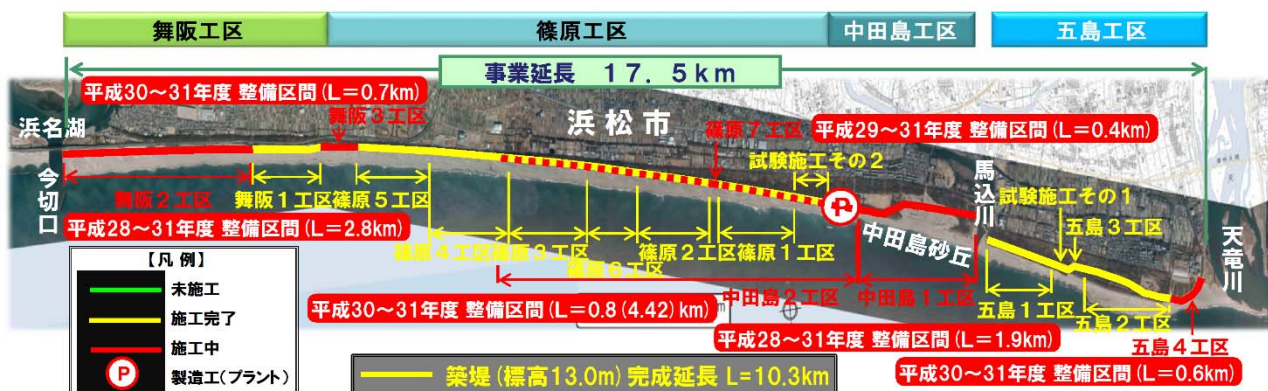 舞阪工区 篠原工区 中田島工区 五島工区
事業延長 17.5km
平成30～31年度 整備区間(L=0.7km)
浜名湖
舞阪3工区
浜松市
篠原7工区
平成29～31年度 整備区間(L=0.4km)
試験施工その2
馬込川
試験施工その1
五島3工区
今切口
舞阪2工区
舞阪1工区
篠原5工区
P
中田島砂丘
天竜川
平成28～31年度 整備区間(L=2.8km)
篠原4工区
篠原3工区
篠原6工区
篠原2工区
篠原1工区
中田島2工区
中田島1工区
五島1工区
五島2工区
五島4工区
平成30～31年度 整備区間(L=0.8(4.42)km)
平成28～31年度 整備区間(L=1.9km)
平成30～31年度 整備区間(L=0.6km)
【凡例】
未施工
施工完了
施工中
P 製造工(プラント)
築堤(標高13.0m)完成延長 L=10.3km